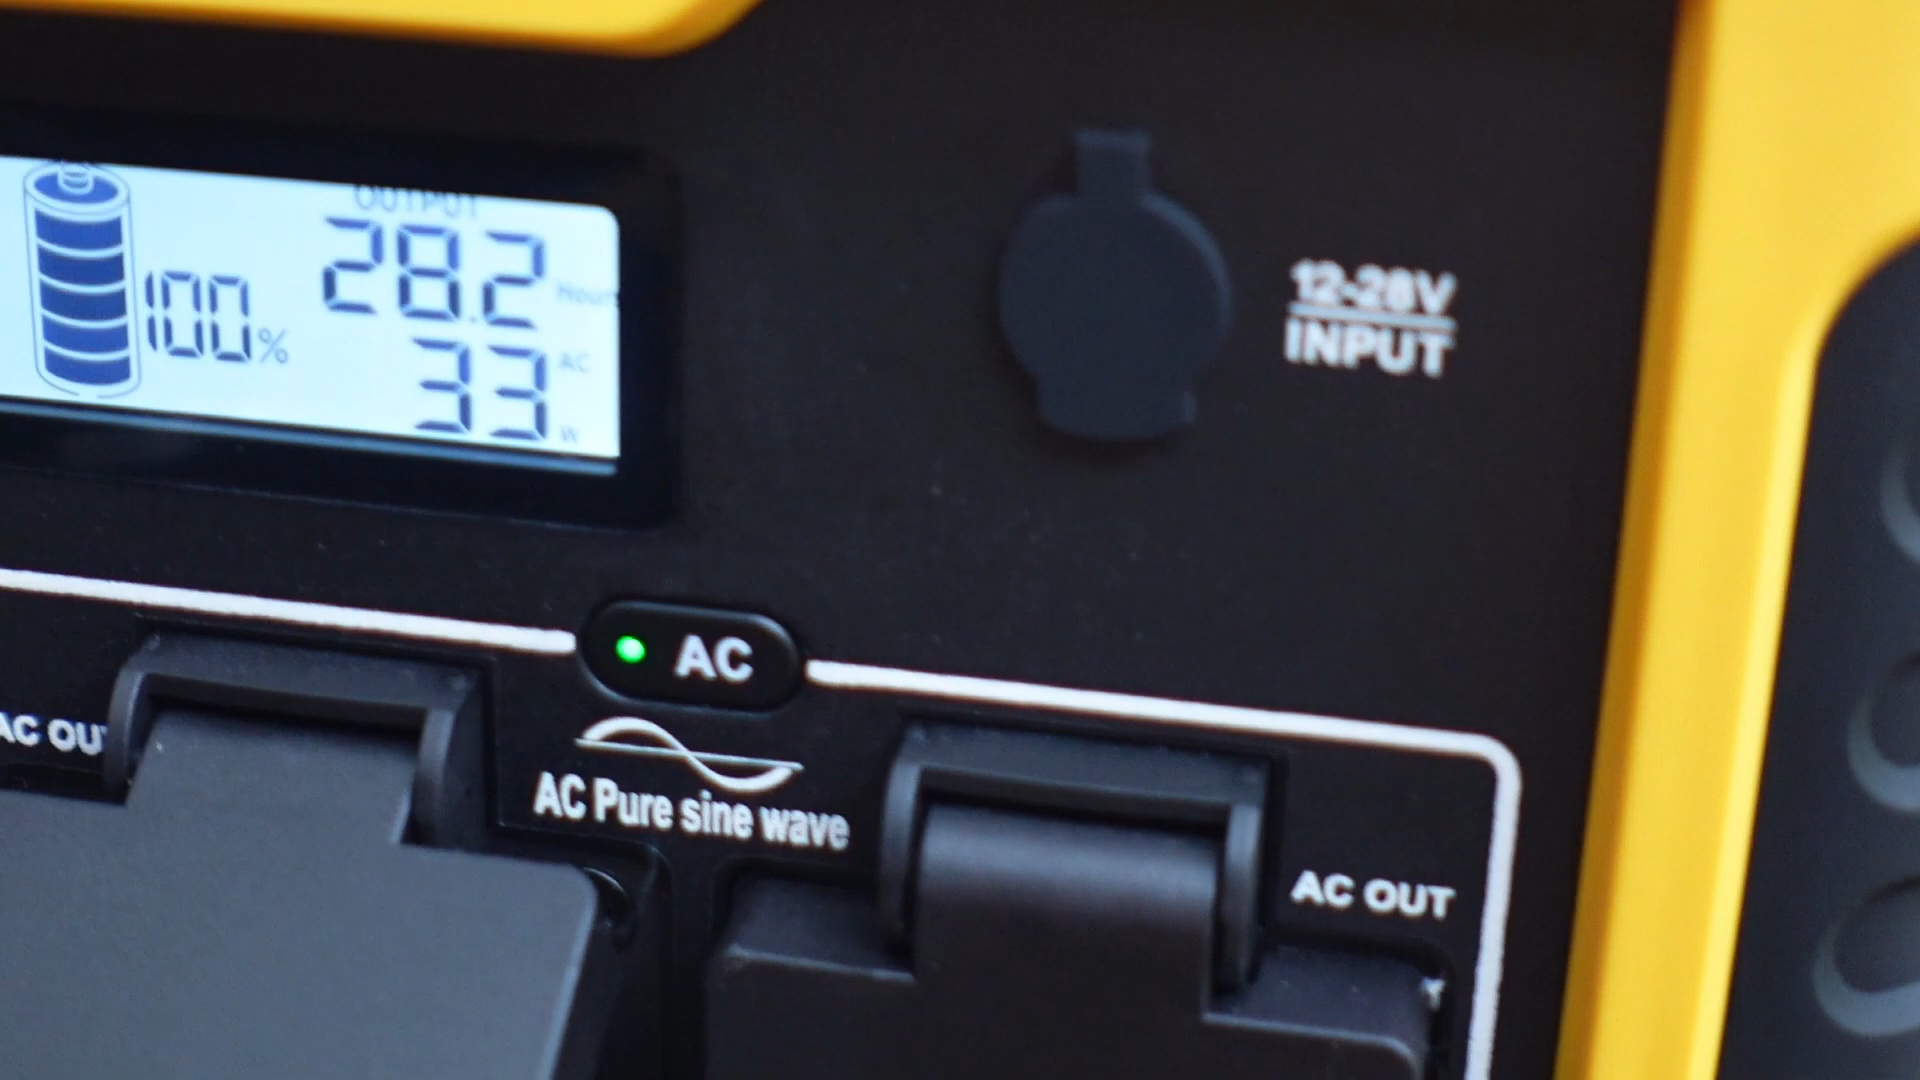 OUTPUT
28.2 Hours
100%
33 AC
W
12-28V
INPUT
AC
AC OUT
AC Pure sine wave
AC OUT